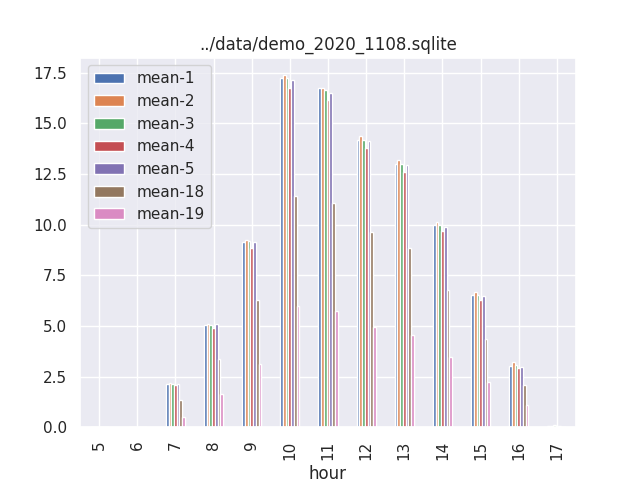 ../data/demo_2020_1108.sqlite
17.5
15.0
12.5
10.0
7.5
5.0
2.5
0.0
mean-1
mean-2
mean-3
mean-4
mean-5
mean-18
mean-19
5 6 7 8 9 10 11 12 13 14 15 16 17
hour